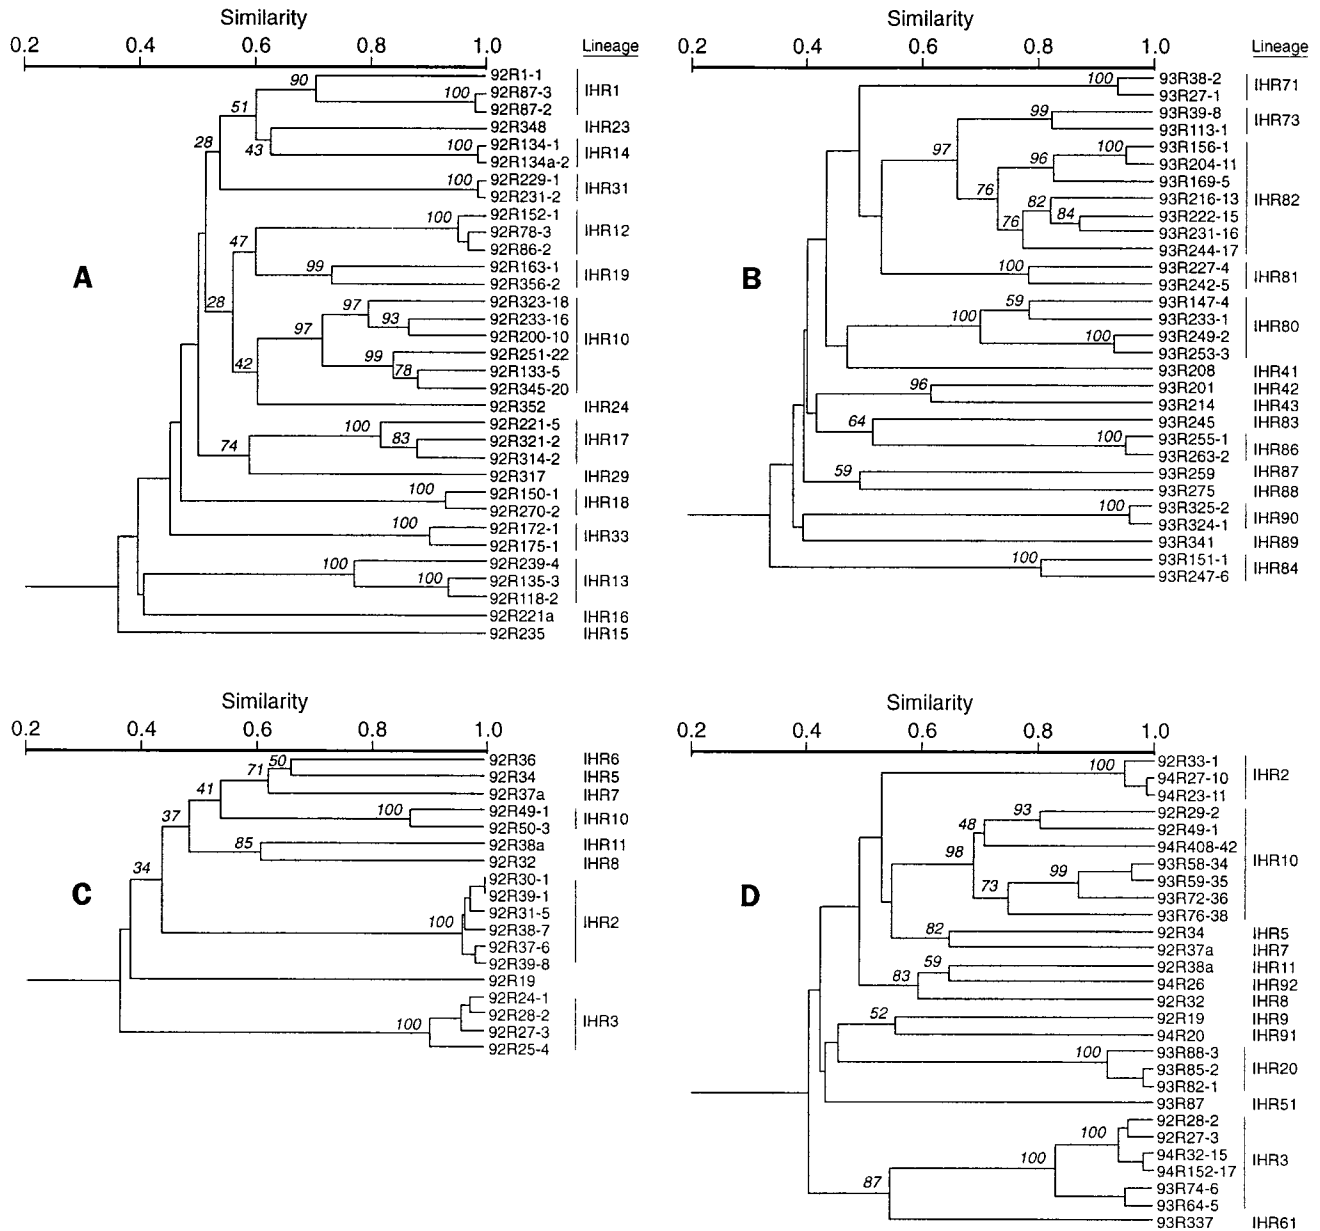 Similarity
0.2 0.4 0.6 0.8 1.0 Lineage
A
92R1-1
92R87-3 IHR1
92R87-2
92R348 IHR23
92R134-1 IHR14
92R134a-2
92R229-1 IHR31
92R231-2
92R152-1
92R78-3 IHR12
92R86-2
92R163-1 IHR19
92R356-2
92R323-18
92R233-16
92R200-10 IHR10
92R251-22
92R133-5
92R345-20
92R352 IHR24
92R221-5
92R321-2 IHR17
92R314-2
92R317 IHR29
92R150-1 IHR18
92R270-2
92R172-1 IHR33
92R175-1
92R239-4
92R135-3 IHR13
92R118-2
92R221a IHR16
92R235 IHR15
90
100
51
43
100
28
100
100
47
99
28
97
93
97
99
78
42
100
83
74
100
100
100
100
Similarity
0.2 0.4 0.6 0.8 1.0 Lineage
B
93R38-2 IHR71
93R27-1
93R39-8 IHR73
93R113-1
93R156-1
93R204-11
93R169-5
93R216-13 IHR82
93R222-15
93R231-16
93R244-17
93R227-4 IHR81
93R242-5
93R147-4
93R233-1 IHR80
93R249-2
93R253-3
93R208 IHR41
93R201 IHR42
93R214 IHR43
93R245 IHR83
93R255-1 IHR86
93R263-2
93R259 IHR87
93R275 IHR88
93R325-2 IHR90
93R324-1
93R341 IHR89
93R151-1 IHR84
93R247-6
100
99
97
100
96
76
82
84
76
100
59
100
100
96
64
100
59
100
100
Similarity
0.2 0.4 0.6 0.8 1.0
C
92R36 IHR6
92R34 IHR5
92R37a IHR7
92R49-1 IHR10
92R50-3
92R38a IHR11
92R32 IHR8
92R30-1
92R39-1
92R31-5 IHR2
92R38-7
92R37-6
92R39-8
92R19
92R24-1
92R28-2 IHR3
92R27-3
92R25-4
50
71
41
100
37
85
34
100
100
Similarity
0.2 0.4 0.6 0.8 1.0
D
92R33-1
94R27-10 IHR2
94R23-11
92R29-2
92R49-1
94R408-42
93R58-34 IHR10
93R59-35
93R72-36
93R76-38
92R34 IHR5
92R37a IHR7
92R38a IHR11
94R26 IHR92
92R32 IHR8
92R19 IHR9
94R20 IHR91
93R88-3
93R85-2 IHR20
93R82-1
93R87 IHR51
92R28-2
92R27-3
94R32-15 IHR3
94R152-17
93R74-6
93R64-5
93R337 IHR61
100
93
48
98
99
73
82
59
83
52
100
100
100
87